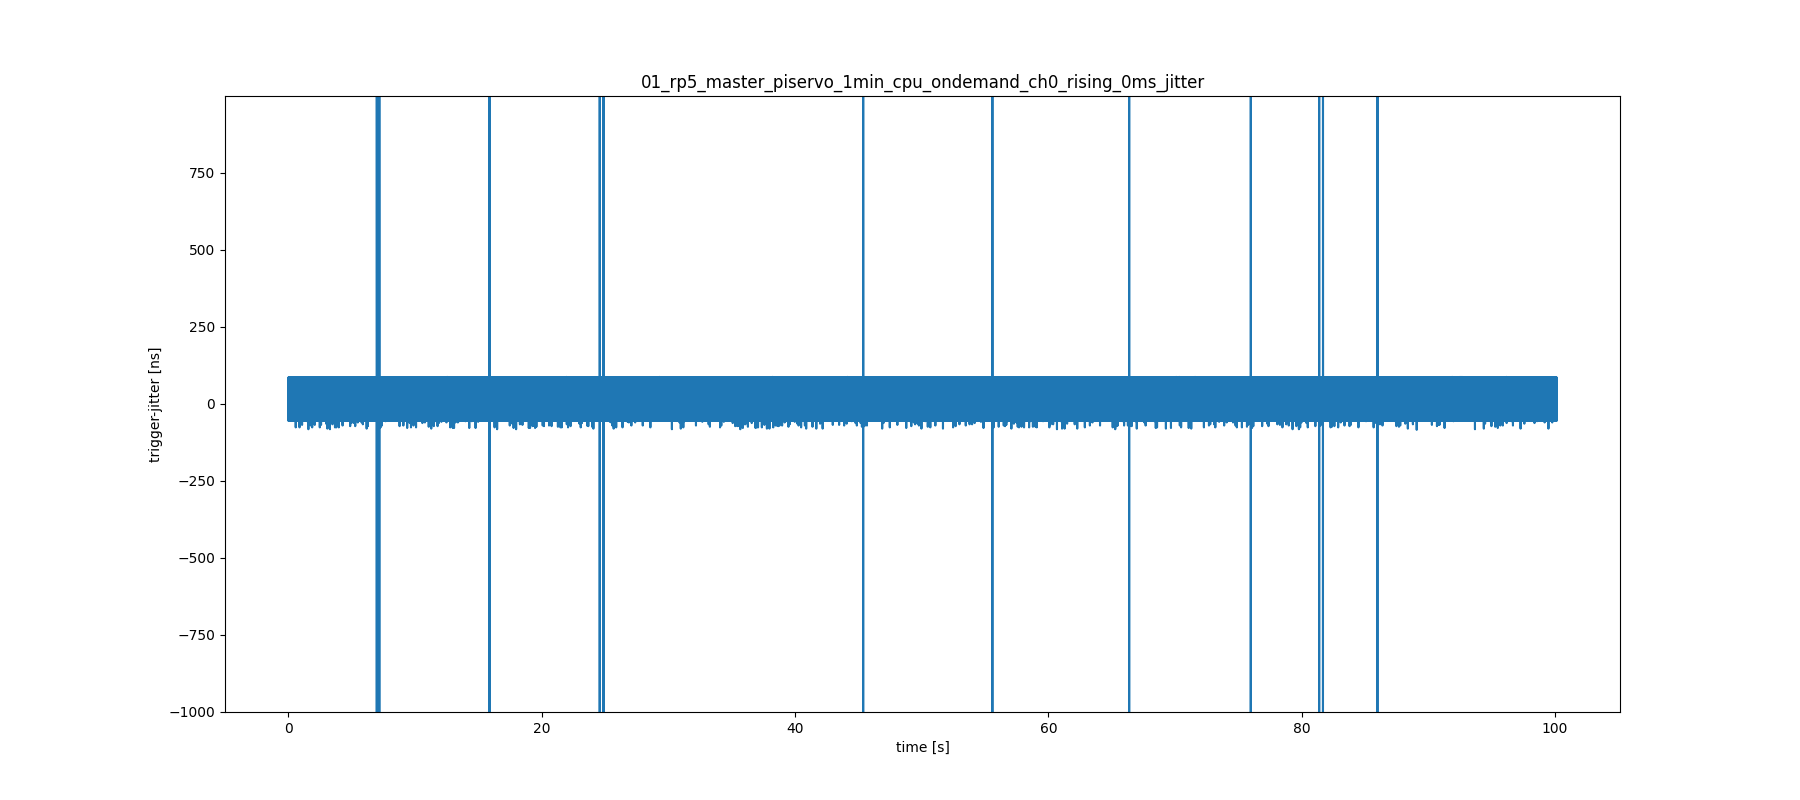 01_rp5_master_piservo_1min_cpu_ondemand_ch0_rising_0ms_jitter
750
500
250
0
−250
−500
−750
−1000
trigger-jitter [ns]
0 20 40 60 80 100
time [s]